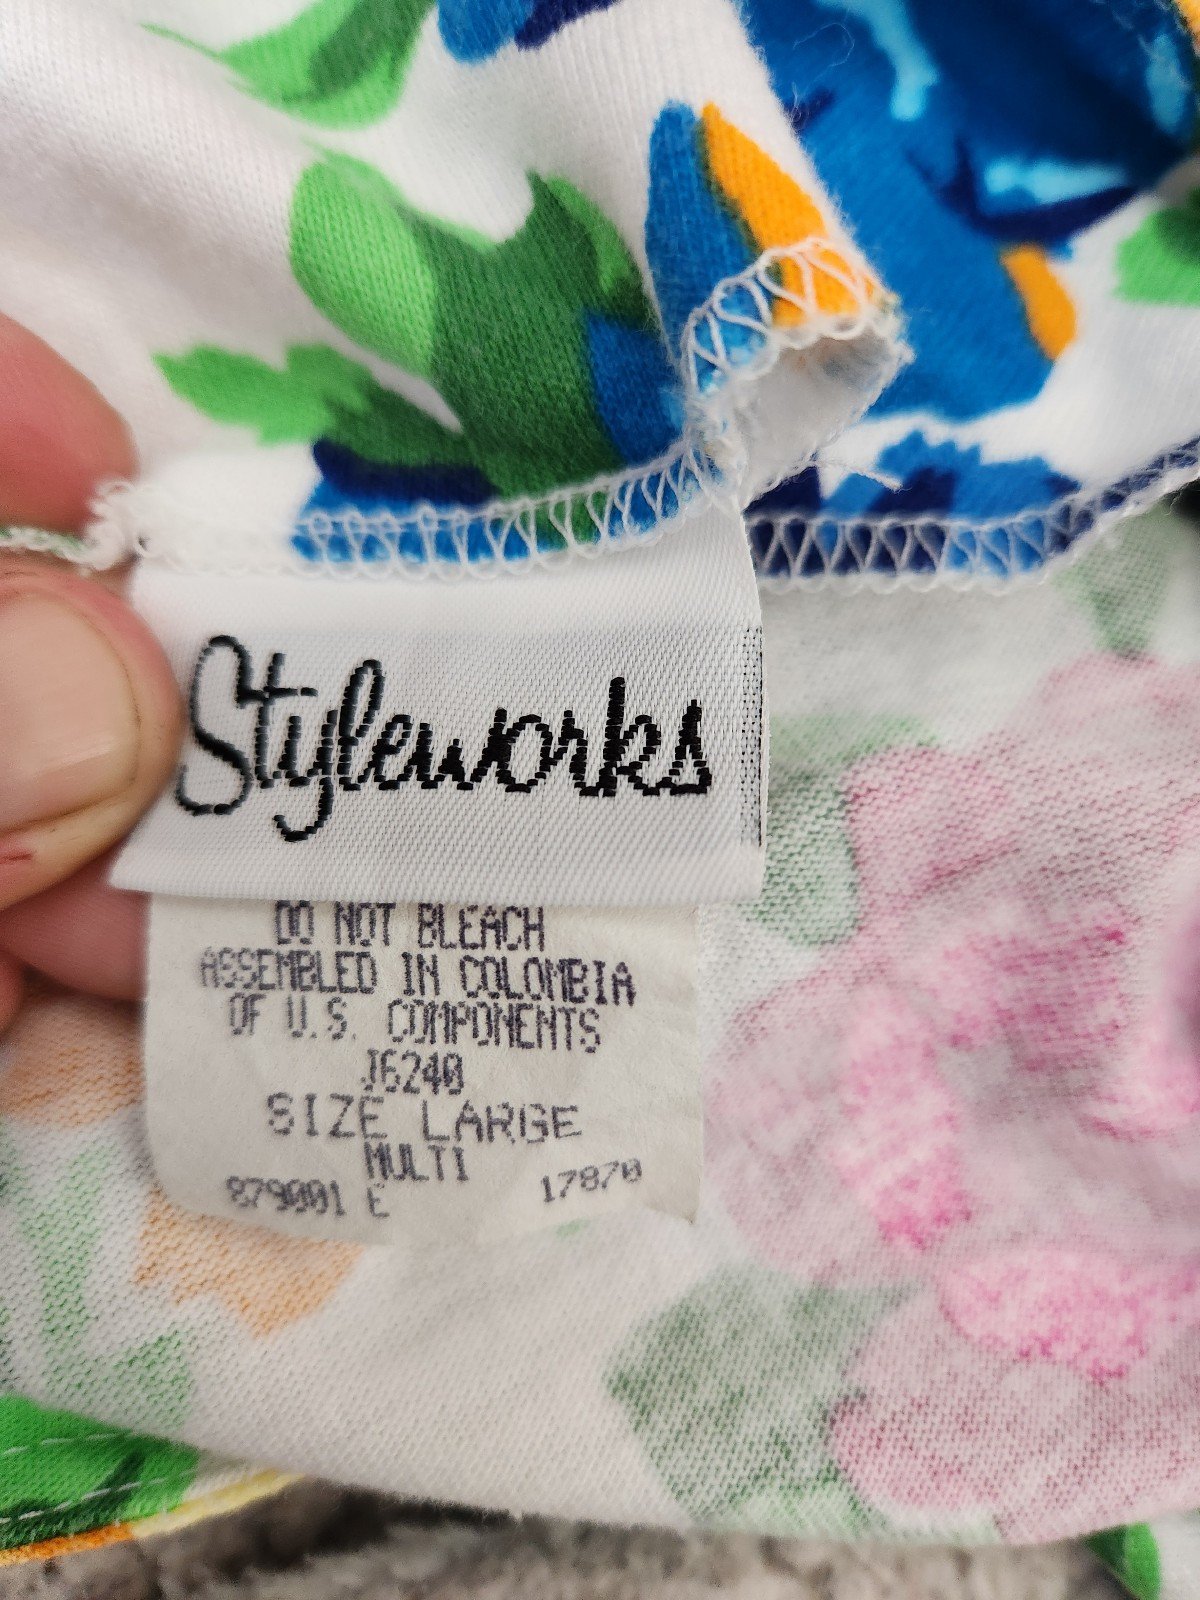 Styleworks
DO NOT BLEACH
ASSEMBLED IN COLOMBIA
OF U.S. COMPONENTS
J6240
SIZE LARGE
MULTI
879001 E 17870